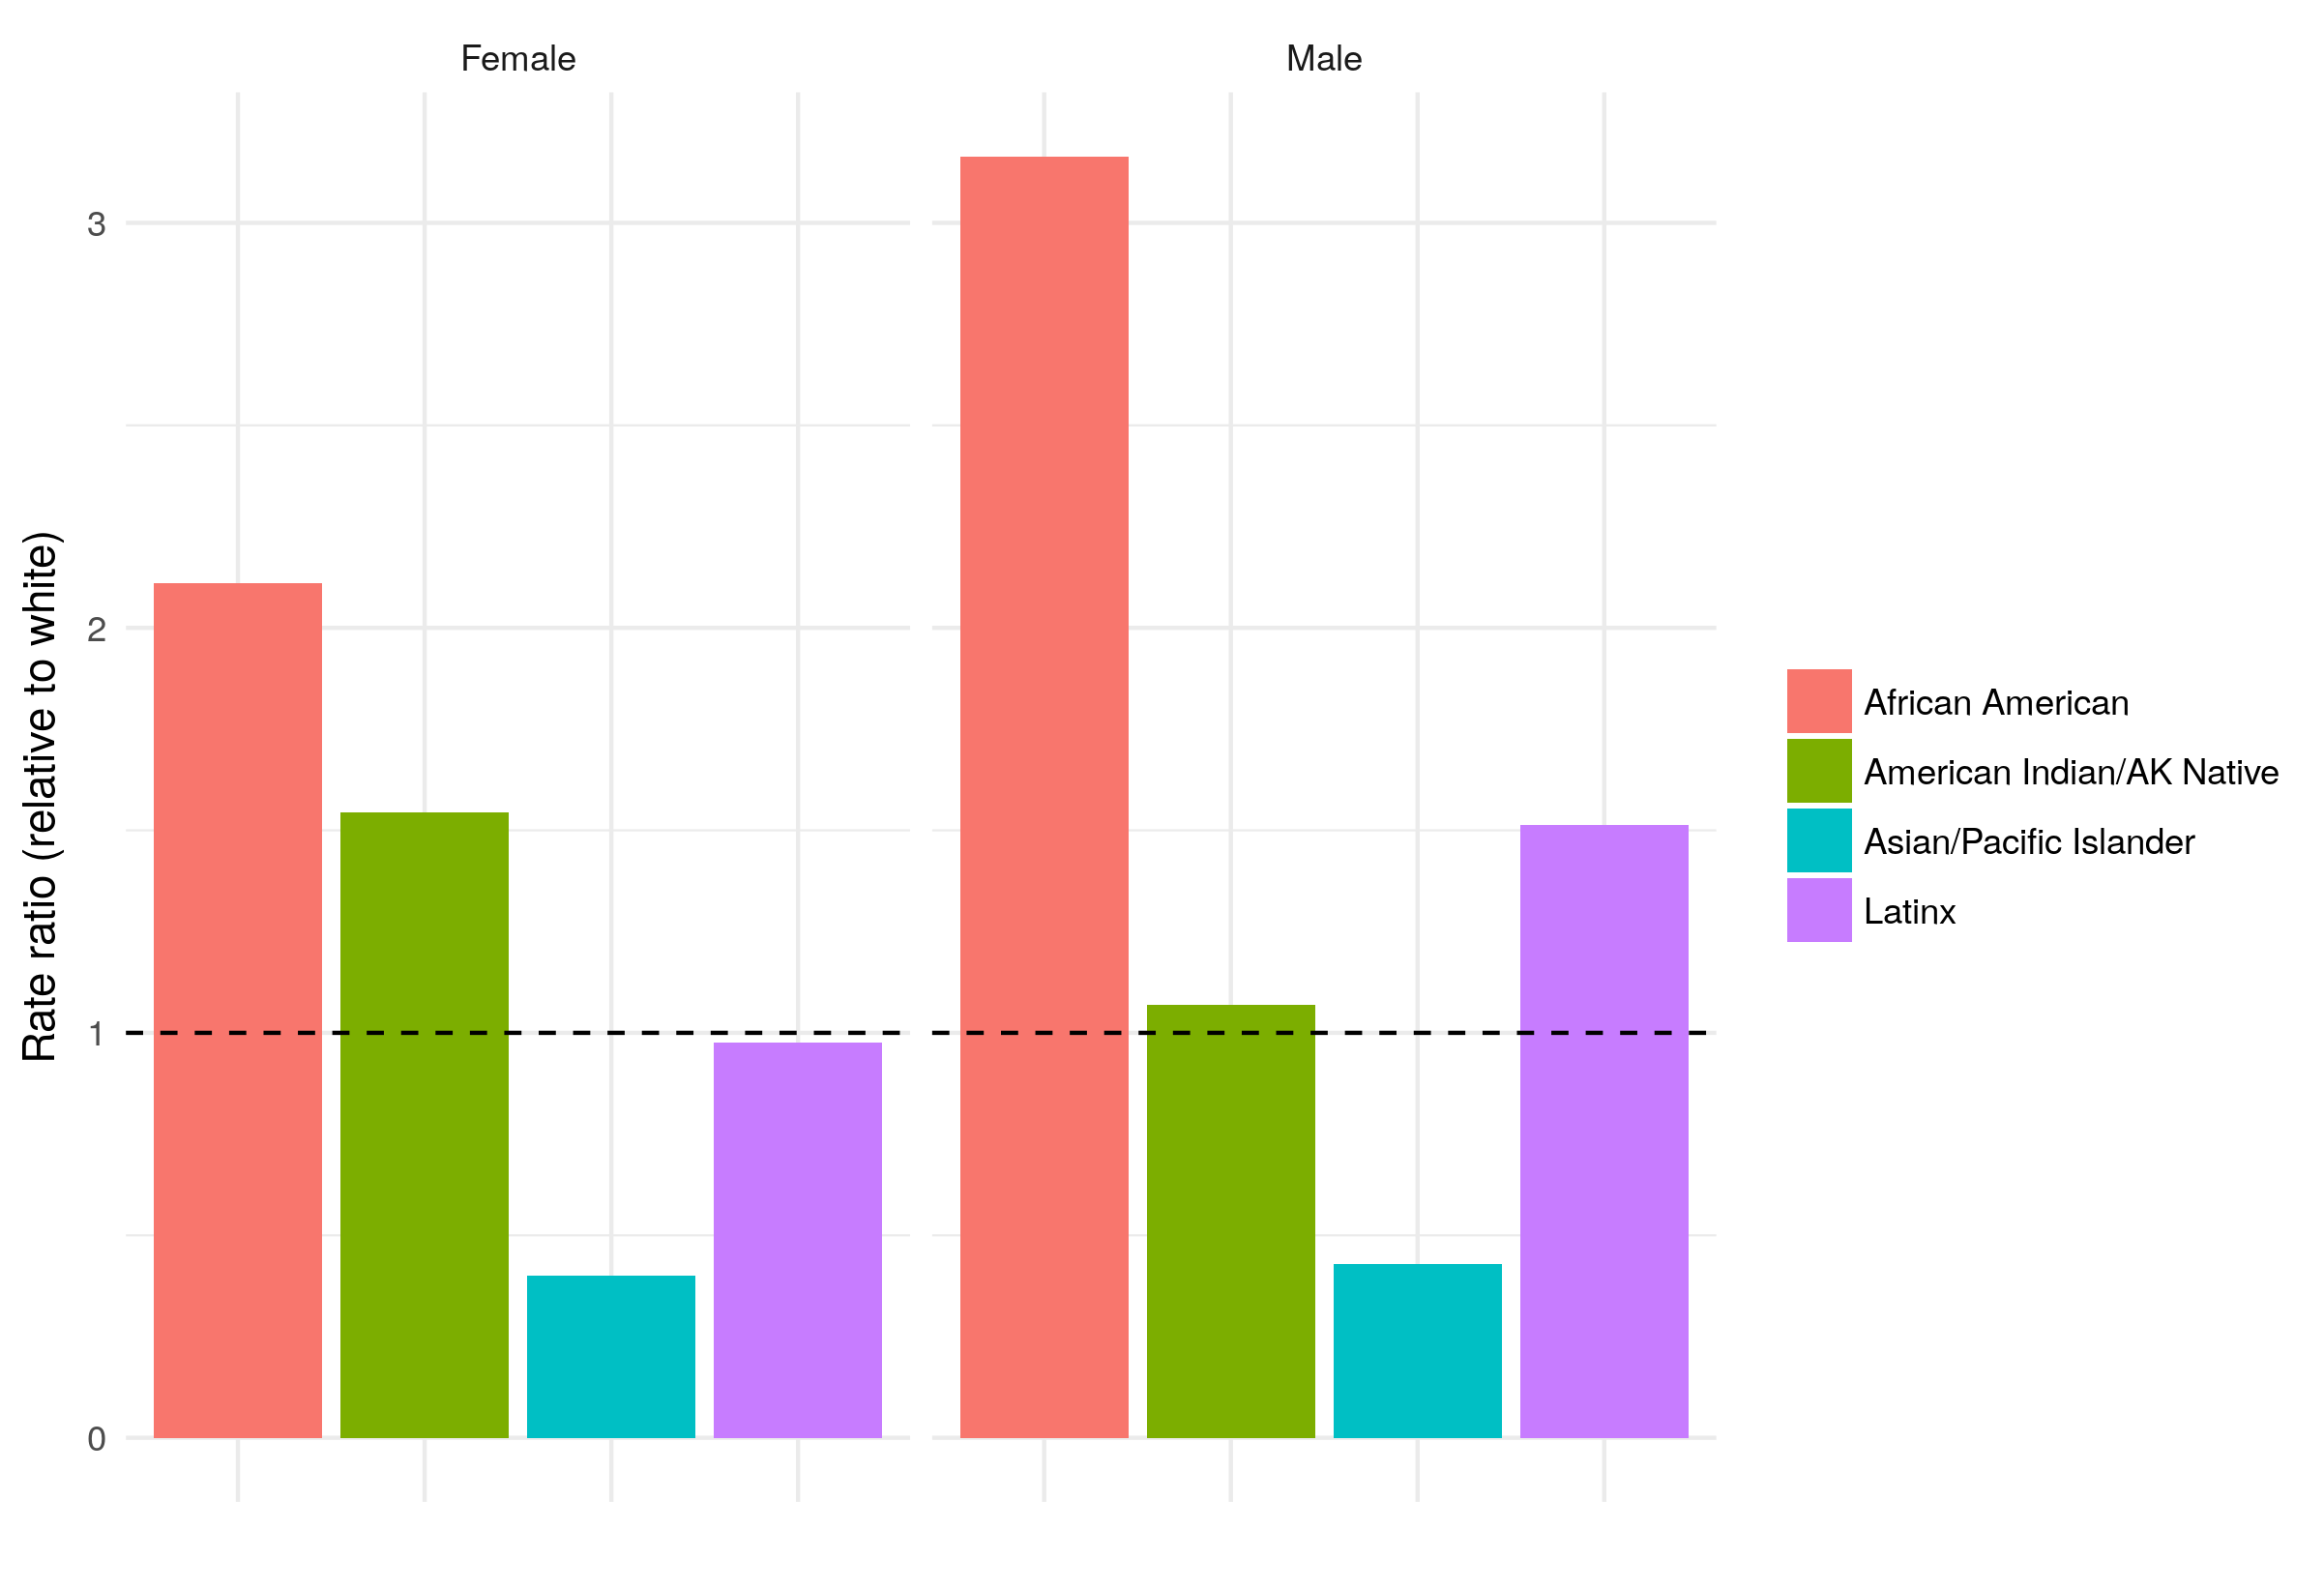 Female
Male
Rate ratio (relative to white)
3
2
1
0
African American
American Indian/AK Native
Asian/Pacific Islander
Latinx